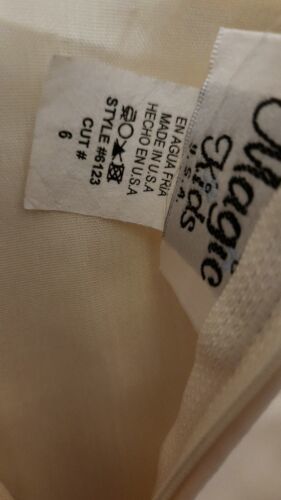 EN AGUA FRIA
MADE IN U.S.A
HECHO EN U.S.A
STYLE #6123
CUT #
6
Magic
Kids
U.S.A.